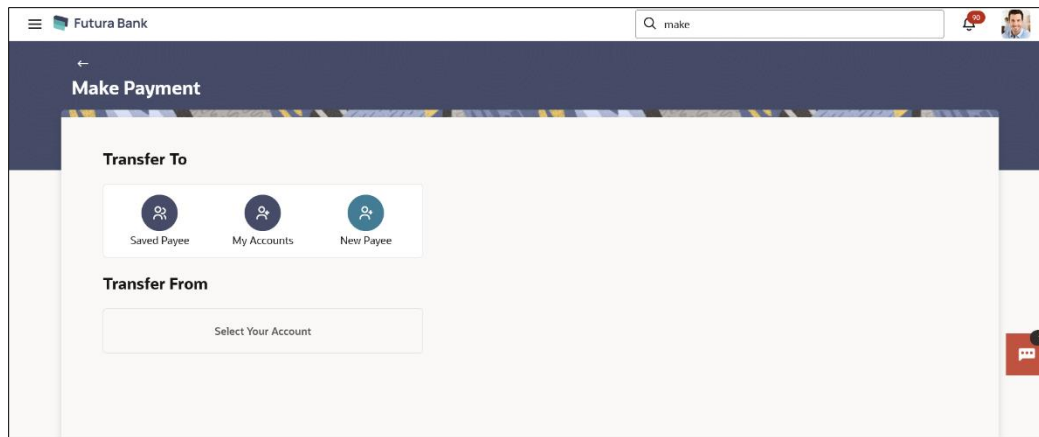 Futura Bank
make
90
←
Make Payment
Transfer To
Saved Payee
My Accounts
New Payee
Transfer From
Select Your Account